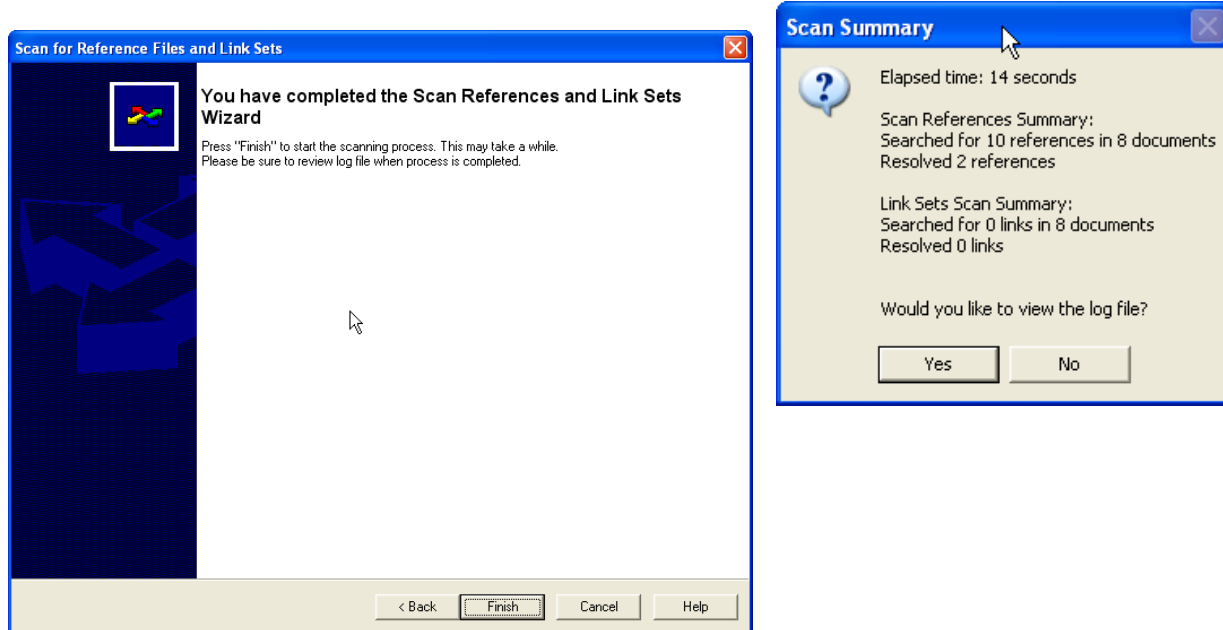 Scan for Reference Files and Link Sets
You have completed the Scan References and Link Sets
Wizard
Press "Finish" to start the scanning process. This may take a while.
Please be sure to review log file when process is completed.
< Back
Finish
Cancel
Help
Scan Summary
Elapsed time: 14 seconds
Scan References Summary:
Searched for 10 references in 8 documents
Resolved 2 references
Link Sets Scan Summary:
Searched for 0 links in 8 documents
Resolved 0 links
Would you like to view the log file?
Yes
No